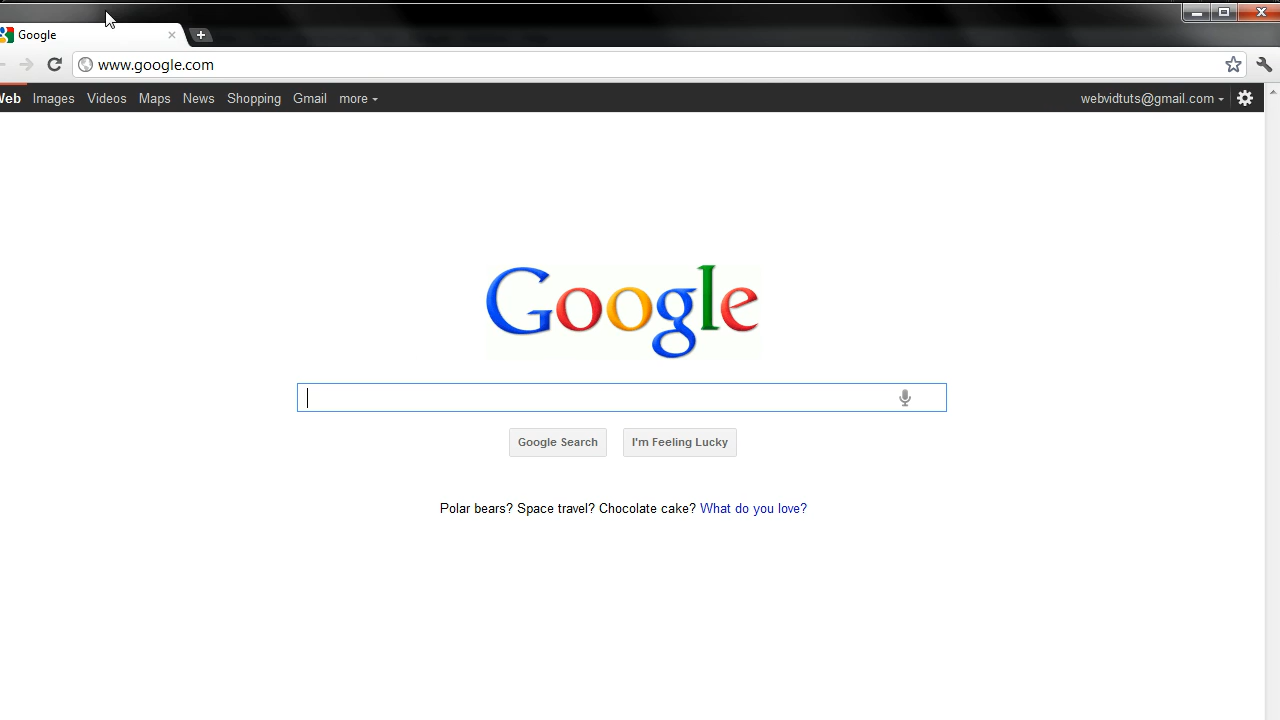 Google
www.google.com
Web Images Videos Maps News Shopping Gmail more webvidtuts@gmail.com
Google
Google Search I'm Feeling Lucky
Polar bears? Space travel? Chocolate cake? What do you love?